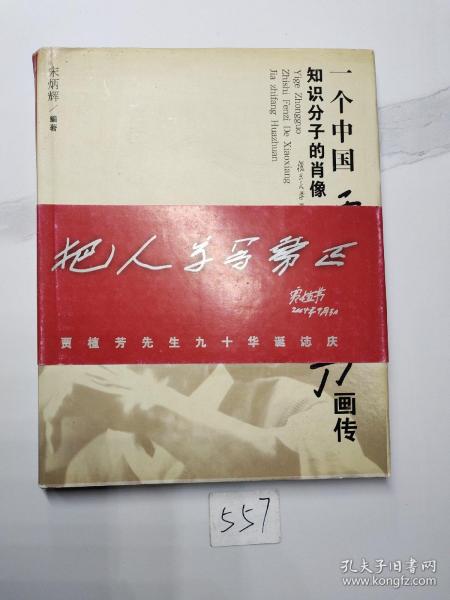 一个中国
知识分子的肖像
Yige Zhongguo
Zhishi Fenzi De Xiaoxiang
Jia zhifang Huazhuan
画传
宋炳辉/编著
把人字写端正
贾植芳
贾植芳先生九十华诞誌庆
557
孔夫子旧书网
www.kongfz.com